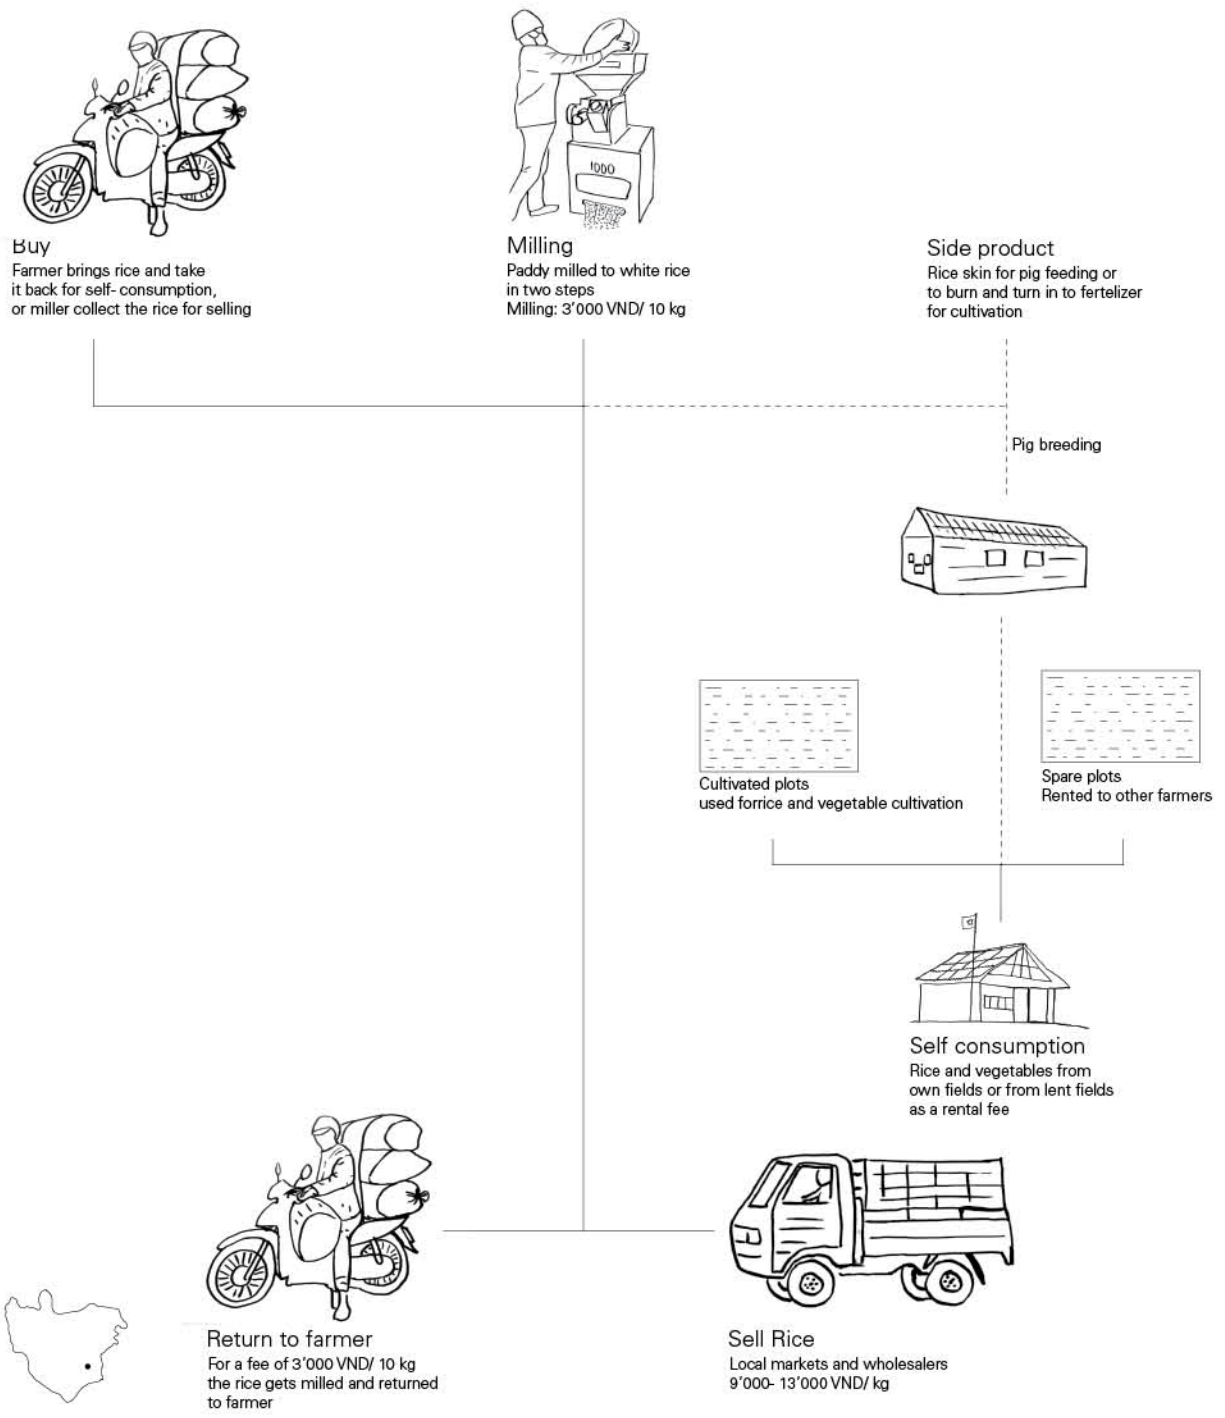 Buy
Farmer brings rice and take
it back for self- consumption,
or miller collect the rice for selling
1000
Milling
Paddy milled to white rice
in two steps
Milling: 3'000 VND/ 10 kg
Side product
Rice skin for pig feeding or
to burn and turn in to fertelizer
for cultivation
Pig breeding
Cultivated plots
used forrice and vegetable cultivation
Spare plots
Rented to other farmers
Self consumption
Rice and vegetables from
own fields or from lent fields
as a rental fee
Return to farmer
For a fee of 3'000 VND/ 10 kg
the rice gets milled and returned
to farmer
Sell Rice
Local markets and wholesalers
9'000- 13'000 VND/ kg